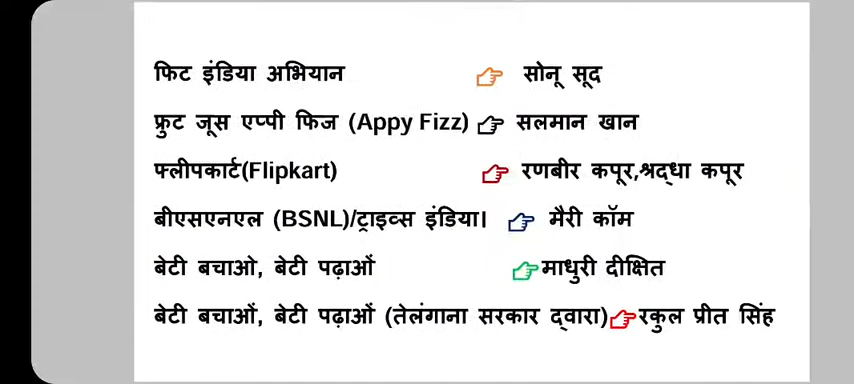 फिट इंडिया अभियान 👉 सोनू सूद
फ्रुट जूस एप्पी फिज (Appy Fizz) 👉 सलमान खान
फ्लीपकार्ट(Flipkart) 👉 रणबीर कपूर,श्रद्धा कपूर
बीएसएनएल (BSNL)/ट्राइव्स इंडिया। 👉 मैरी कॉम
बेटी बचाओ, बेटी पढ़ाओं 👉माधुरी दीक्षित
बेटी बचाओं, बेटी पढ़ाओं (तेलंगाना सरकार द्वारा)👉रकुल प्रीत सिंह